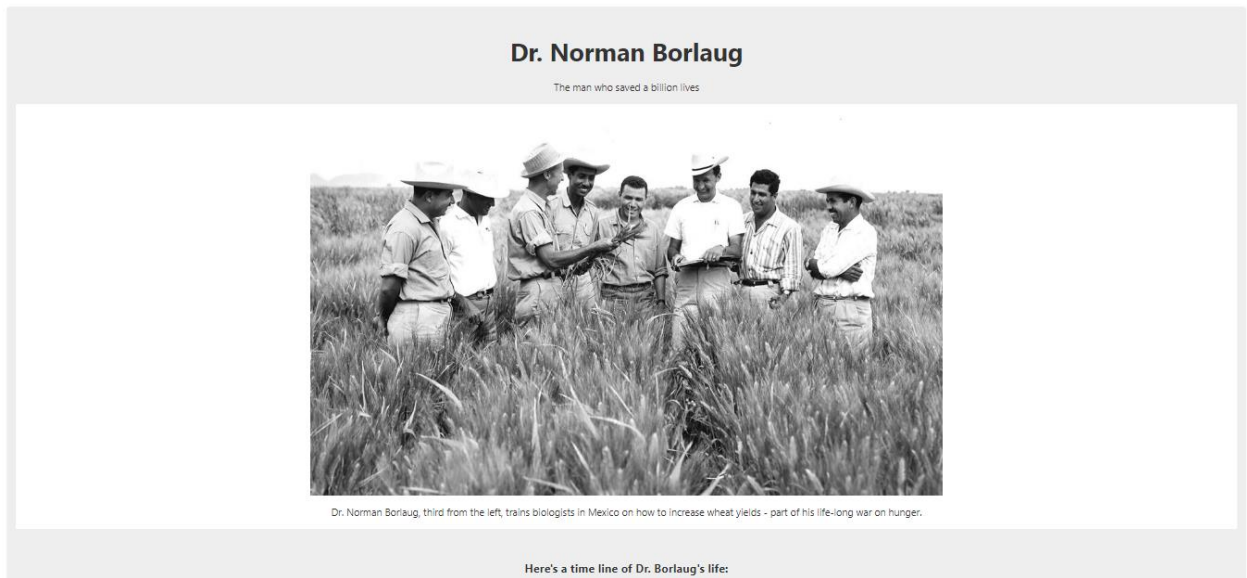 Dr. Norman Borlaug
The man who saved a billion lives
Dr. Norman Borlaug, third from the left, trains biologists in Mexico on how to increase wheat yields - part of his life-long war on hunger.
Here's a time line of Dr. Borlaug's life: